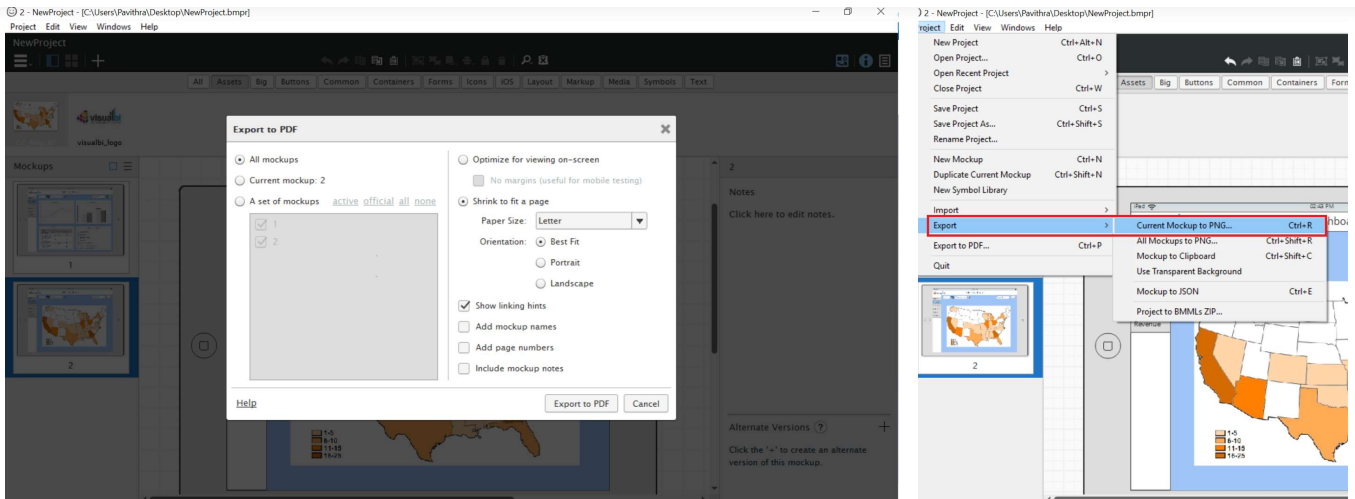 2 - NewProject - [C:\Users\Pavithra\Desktop\NewProject.bmpr]
Project Edit View Windows Help
NewProject
All Assets Big Buttons Common Containers Forms Icons iOS Layout Markup Media Symbols Text
visualbi
visualbi_logo
Mockups
1
2
Export to PDF
All mockups
Current mockup: 2
A set of mockups active official all none
1
2
Optimize for viewing on-screen
No margins (useful for mobile testing)
Shrink to fit a page
Paper Size: Letter
Orientation: Best Fit
Portrait
Landscape
Show linking hints
Add mockup names
Add page numbers
Include mockup notes
Help
Export to PDF Cancel
1-5
6-10
11-15
16-25
2
Notes
Click here to edit notes.
Alternate Versions ?
Click the '+' to create an alternate
version of this mockup.
) 2 - NewProject - [C:\Users\Pavithra\Desktop\NewProject.bmpr]
roject Edit View Windows Help
New Project Ctrl+Alt+N
Open Project... Ctrl+O
Open Recent Project
Close Project Ctrl+W
Save Project Ctrl+S
Save Project As... Ctrl+Shift+S
Rename Project...
New Mockup Ctrl+N
Duplicate Current Mockup Ctrl+Shift+N
New Symbol Library
Import
Export
Export to PDF... Ctrl+P
Quit
Assets Big Buttons Common Containers Forn
iPad 02:43 PM
hboa
Current Mockup to PNG... Ctrl+R
All Mockups to PNG... Ctrl+Shift+R
Mockup to Clipboard Ctrl+Shift+C
Use Transparent Background
Mockup to JSON Ctrl+E
Project to BMMLs ZIP...
Revenue
2
1-5
6-10
11-15
16-25